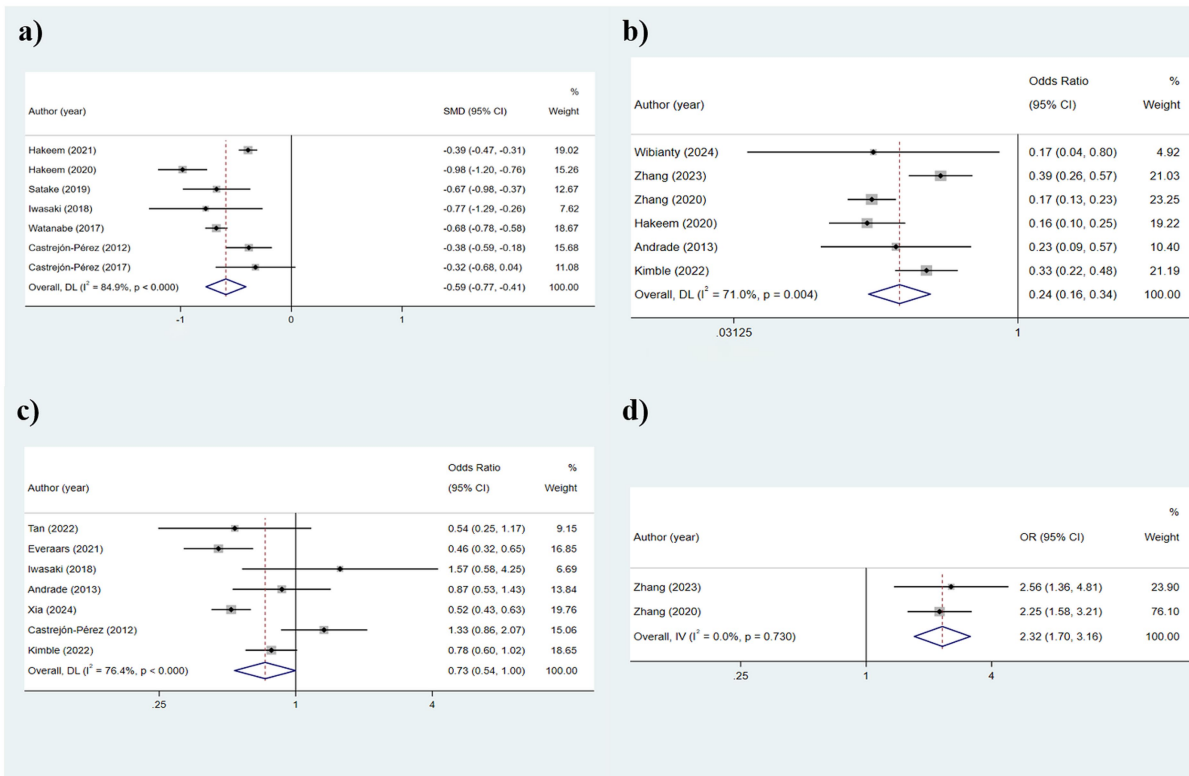 a)
%
Author (year) SMD (95% CI) Weight
Hakeem (2021) -0.39 (-0.47, -0.31) 19.02
Hakeem (2020) -0.98 (-1.20, -0.76) 15.26
Satake (2019) -0.67 (-0.98, -0.37) 12.67
Iwasaki (2018) -0.77 (-1.29, -0.26) 7.62
Watanabe (2017) -0.68 (-0.78, -0.58) 18.67
Castrejón-Pérez (2012) -0.38 (-0.59, -0.18) 15.68
Castrejón-Pérez (2017) -0.32 (-0.68, 0.04) 11.08
Overall, DL (I² = 84.9%, p < 0.000) -0.59 (-0.77, -0.41) 100.00
-1 0 1
b)
Odds Ratio %
Author (year) (95% CI) Weight
Wibianty (2024) 0.17 (0.04, 0.80) 4.92
Zhang (2023) 0.39 (0.26, 0.57) 21.03
Zhang (2020) 0.17 (0.13, 0.23) 23.25
Hakeem (2020) 0.16 (0.10, 0.25) 19.22
Andrade (2013) 0.23 (0.09, 0.57) 10.40
Kimble (2022) 0.33 (0.22, 0.48) 21.19
Overall, DL (I² = 71.0%, p = 0.004) 0.24 (0.16, 0.34) 100.00
.03125 1
c)
Odds Ratio %
Author (year) (95% CI) Weight
Tan (2022) 0.54 (0.25, 1.17) 9.15
Everaars (2021) 0.46 (0.32, 0.65) 16.85
Iwasaki (2018) 1.57 (0.58, 4.25) 6.69
Andrade (2013) 0.87 (0.53, 1.43) 13.84
Xia (2024) 0.52 (0.43, 0.63) 19.76
Castrejón-Pérez (2012) 1.33 (0.86, 2.07) 15.06
Kimble (2022) 0.78 (0.60, 1.02) 18.65
Overall, DL (I² = 76.4%, p < 0.000) 0.73 (0.54, 1.00) 100.00
.25 1 4
d)
%
Author (year) OR (95% CI) Weight
Zhang (2023) 2.56 (1.36, 4.81) 23.90
Zhang (2020) 2.25 (1.58, 3.21) 76.10
Overall, IV (I² = 0.0%, p = 0.730) 2.32 (1.70, 3.16) 100.00
.25 1 4